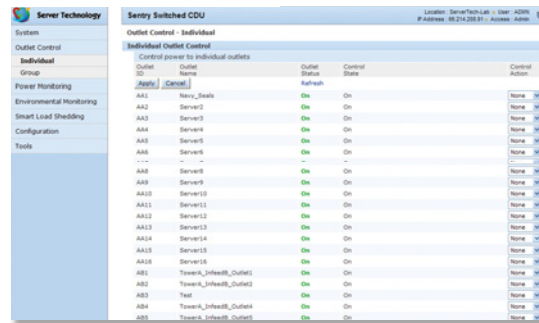 Server Technology
Sentry Switched CDU
Location : ServerTech-Lab User : ADMN
IP Address : 66.214.208.91 Access : Admin
System
Outlet Control
Individual
Group
Power Monitoring
Environmental Monitoring
Smart Load Shedding
Configuration
Tools
Outlet Control - Individual
Individual Outlet Control
Control power to individual outlets
Outlet ID Outlet Name Outlet Status Control State Control Action
Apply Cancel Refresh
AA1 Navy_Seals On On None
AA2 Server2 On On None
AA3 Server3 On On None
AA4 Server4 On On None
AA5 Server5 On On None
AA6 Server6 On On None
AA8 Server8 On On None
AA9 Server9 On On None
AA10 Server10 On On None
AA11 Server11 On On None
AA12 Server12 On On None
AA13 Server13 On On None
AA14 Server14 On On None
AA15 Server15 On On None
AA16 Server16 On On None
AB1 TowerA_InfeedB_Outlet1 On On None
AB2 TowerA_InfeedB_Outlet2 On On None
AB3 Test On On None
AB4 TowerA_InfeedB_Outlet4 On On None
AB5 TowerA_InfeedB_Outlet5 On On None